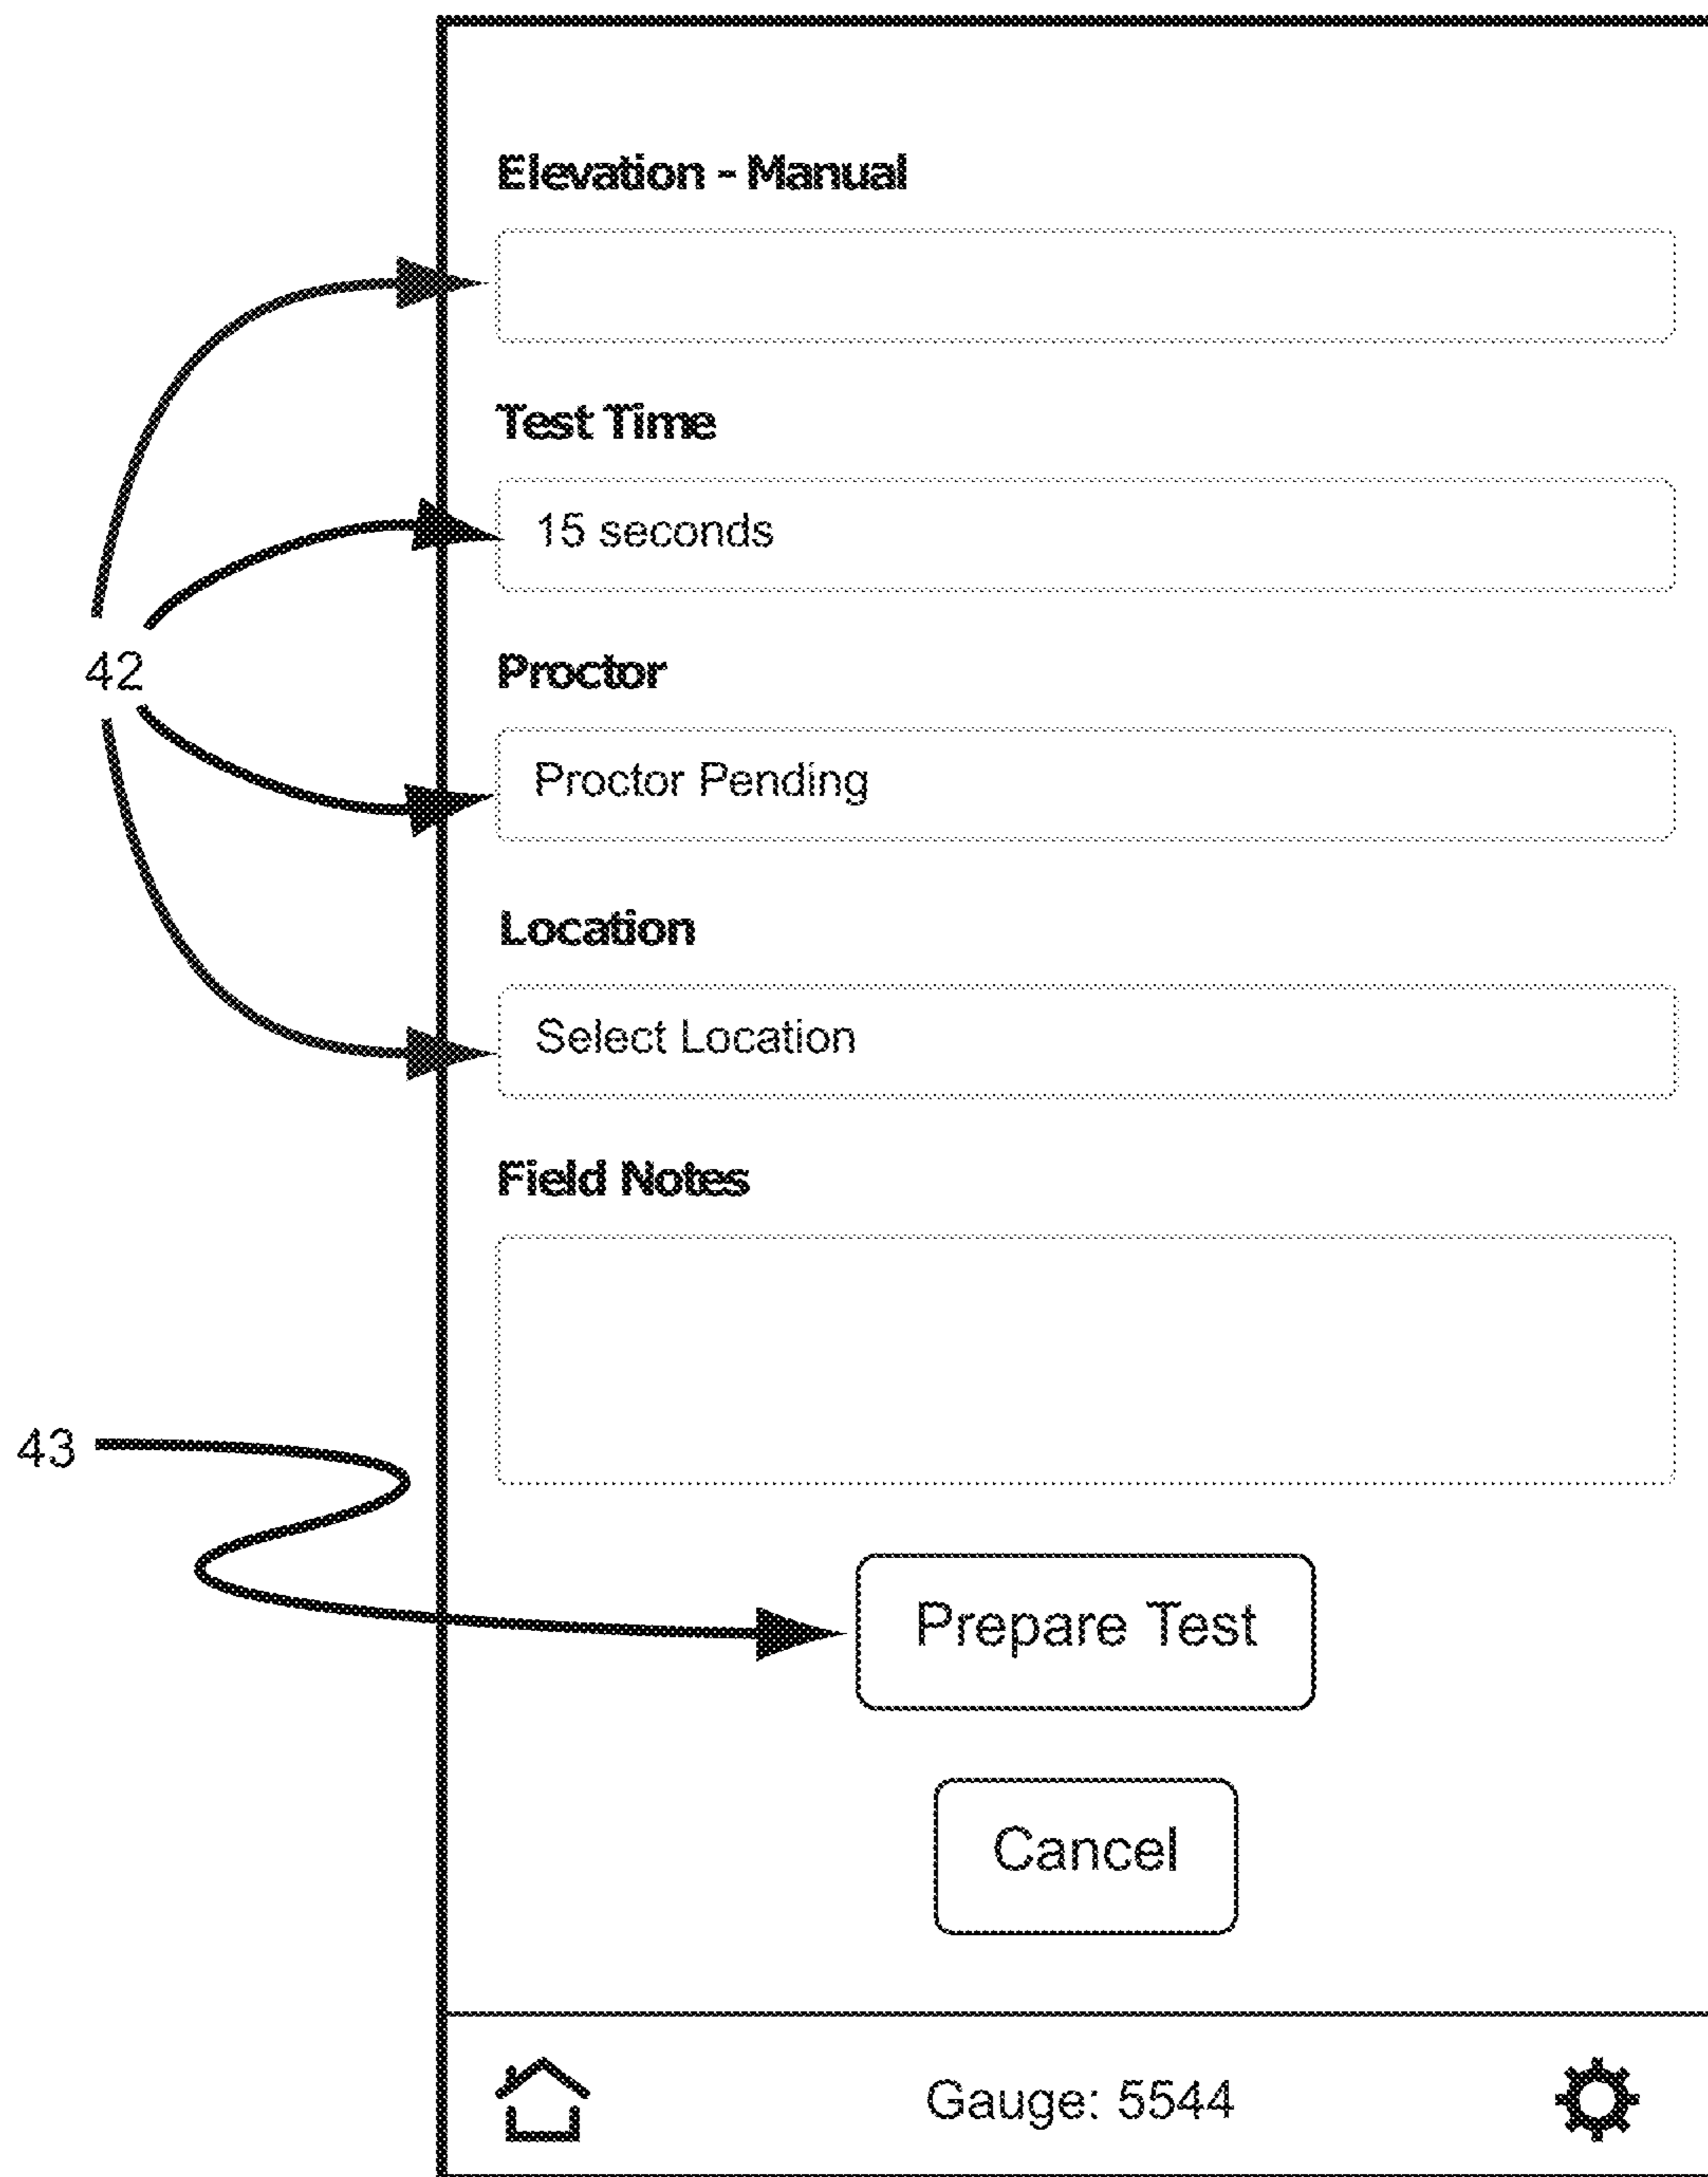 Elevation - Manual
Test Time
15 seconds
42
Proctor
Proctor Pending
Location
Select Location
Field Notes
43
Prepare Test
Cancel
Gauge: 5544